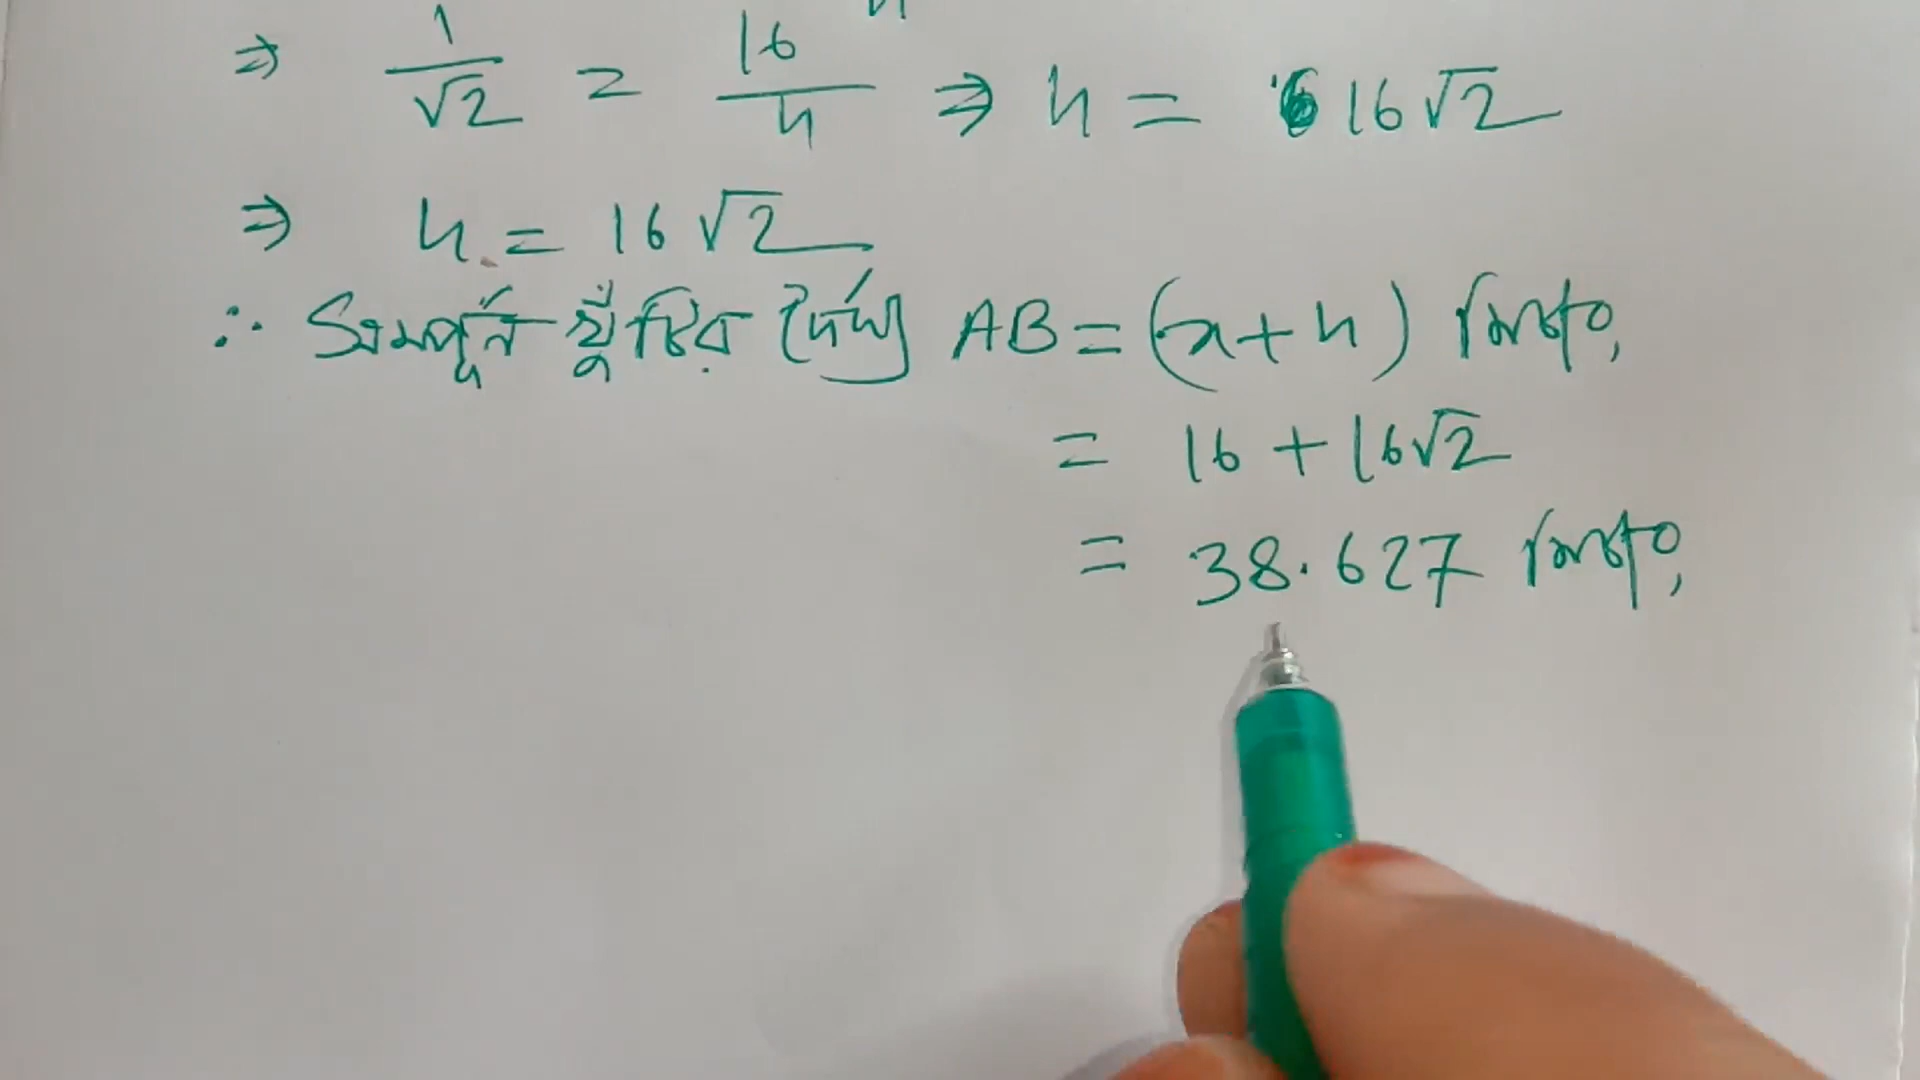 ⇒ 1/√2 = 16/h ⇒ h = 16√2
⇒ h = 16√2
∴ সম্পূর্ণ খুঁটির দৈর্ঘ্য AB = (x + h) মিটার,
= 16 + 16√2
= 38.627 মিটার,